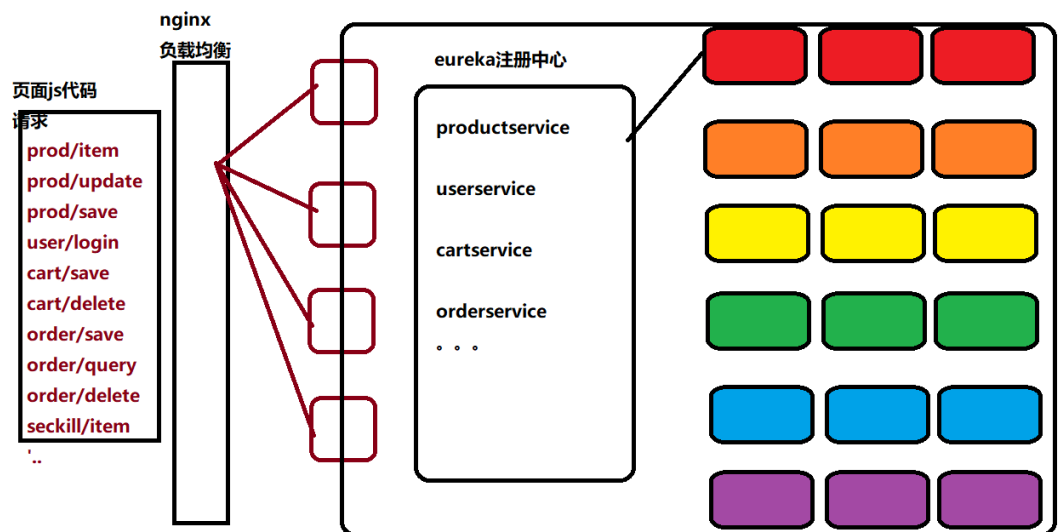 nginx
负载均衡
页面js代码
请求
prod/item
prod/update
prod/save
user/login
cart/save
cart/delete
order/save
order/query
order/delete
seckill/item
'..
eureka注册中心
productservice
userservice
cartservice
orderservice
。。。